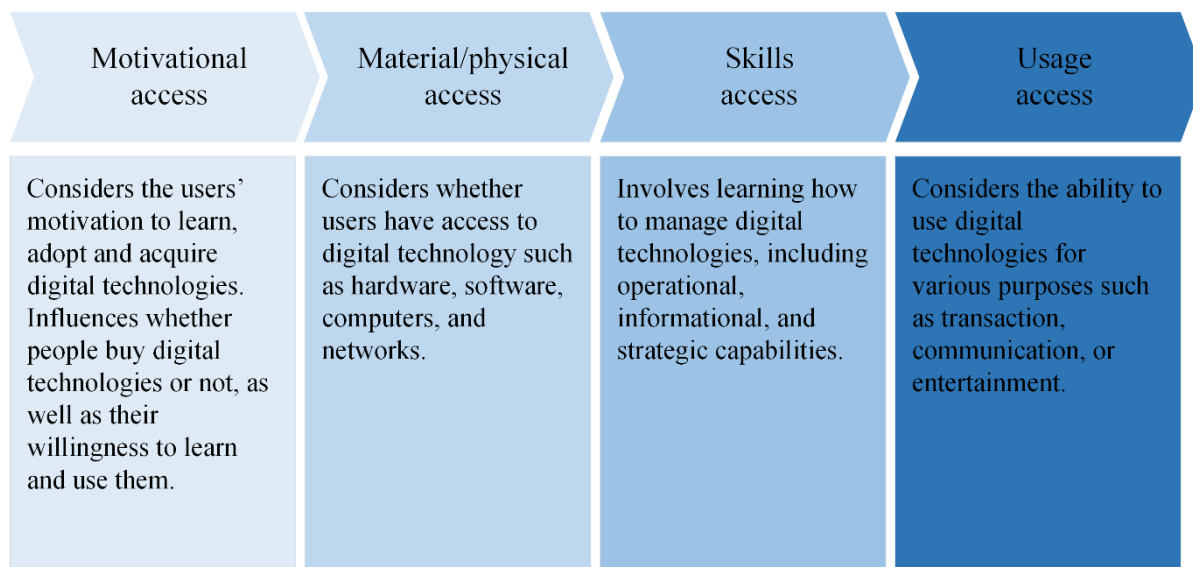 Motivational
access
Material/physical
access
Skills
access
Usage
access
Considers the users’
motivation to learn,
adopt and acquire
digital technologies.
Influences whether
people buy digital
technologies or not, as
well as their
willingness to learn
and use them.
Considers whether
users have access to
digital technology such
as hardware, software,
computers, and
networks.
Involves learning how
to manage digital
technologies, including
operational,
informational, and
strategic capabilities.
Considers the ability to
use digital
technologies for
various purposes such
as transaction,
communication, or
entertainment.